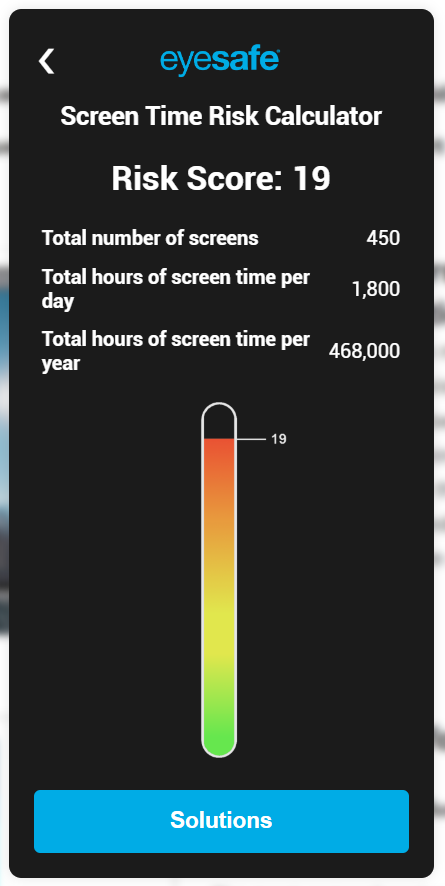 eyesafe
Screen Time Risk Calculator
Risk Score: 19
Total number of screens 450
Total hours of screen time per
day 1,800
Total hours of screen time per
year 468,000
19
Solutions